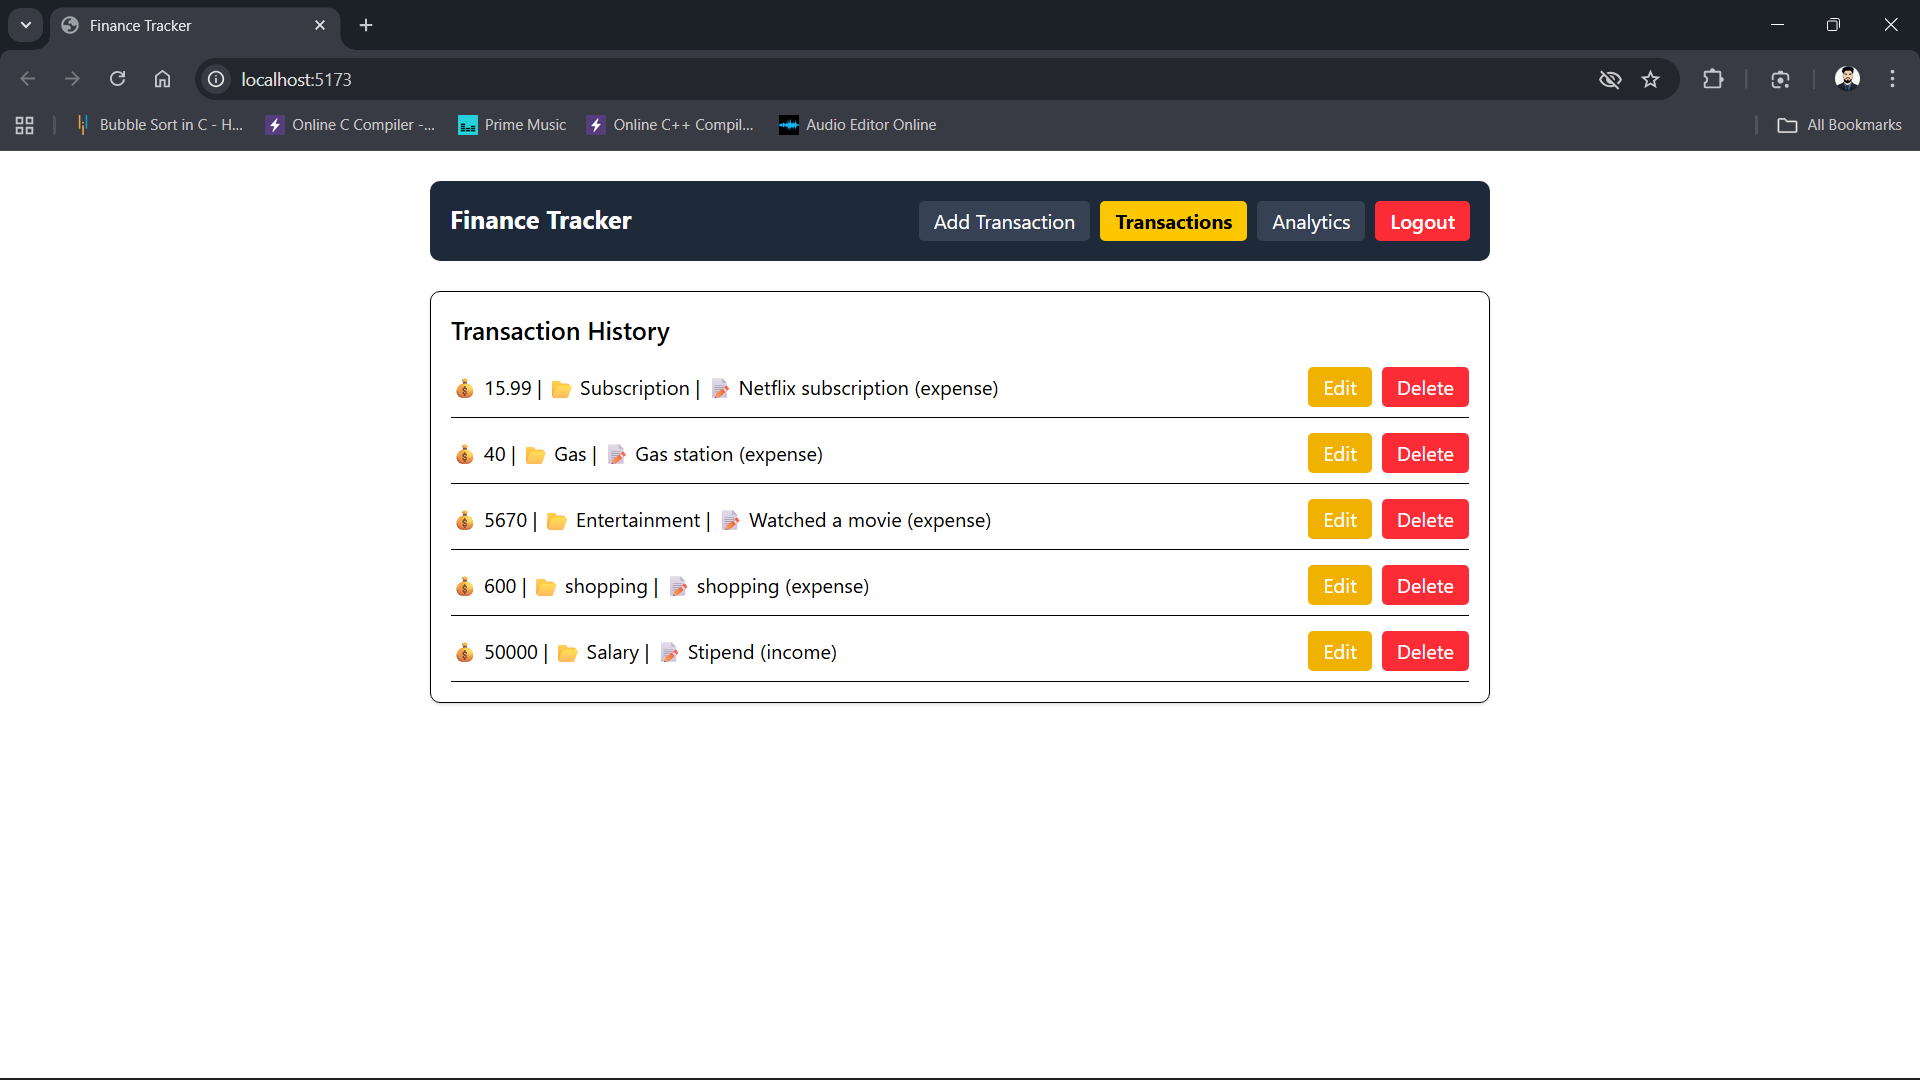 Finance Tracker
localhost:5173
Bubble Sort in C - H...
Online C Compiler -...
Prime Music
Online C++ Compil...
Audio Editor Online
All Bookmarks
Finance Tracker
Add Transaction
Transactions
Analytics
Logout
Transaction History
💰 15.99 | 📂 Subscription | 📝 Netflix subscription (expense)
Edit
Delete
💰 40 | 📂 Gas | 📝 Gas station (expense)
Edit
Delete
💰 5670 | 📂 Entertainment | 📝 Watched a movie (expense)
Edit
Delete
💰 600 | 📂 shopping | 📝 shopping (expense)
Edit
Delete
💰 50000 | 📂 Salary | 📝 Stipend (income)
Edit
Delete